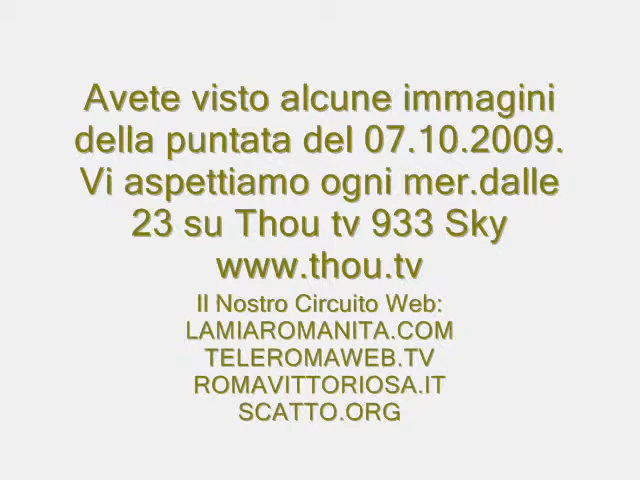 Avete visto alcune immagini
della puntata del 07.10.2009.
Vi aspettiamo ogni mer.dalle
23 su Thou tv 933 Sky
www.thou.tv
Il Nostro Circuito Web:
LAMIAROMANITA.COM
TELEROMAWEB.TV
ROMAVITTORIOSA.IT
SCATTO.ORG